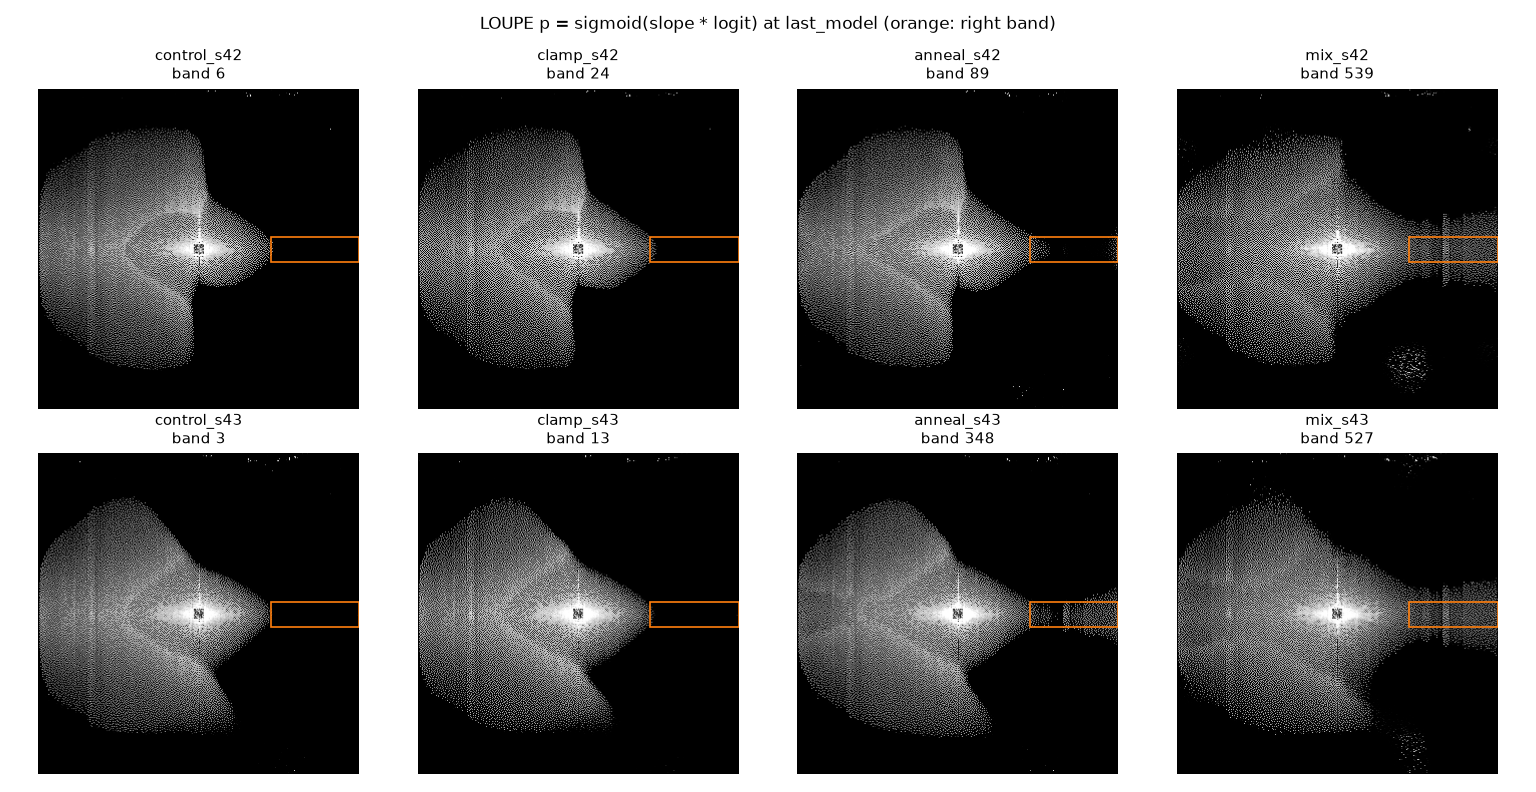 LOUPE p = sigmoid(slope * logit) at last_model (orange: right band)
control_s42
band 6
clamp_s42
band 24
anneal_s42
band 89
mix_s42
band 539
control_s43
band 3
clamp_s43
band 13
anneal_s43
band 348
mix_s43
band 527